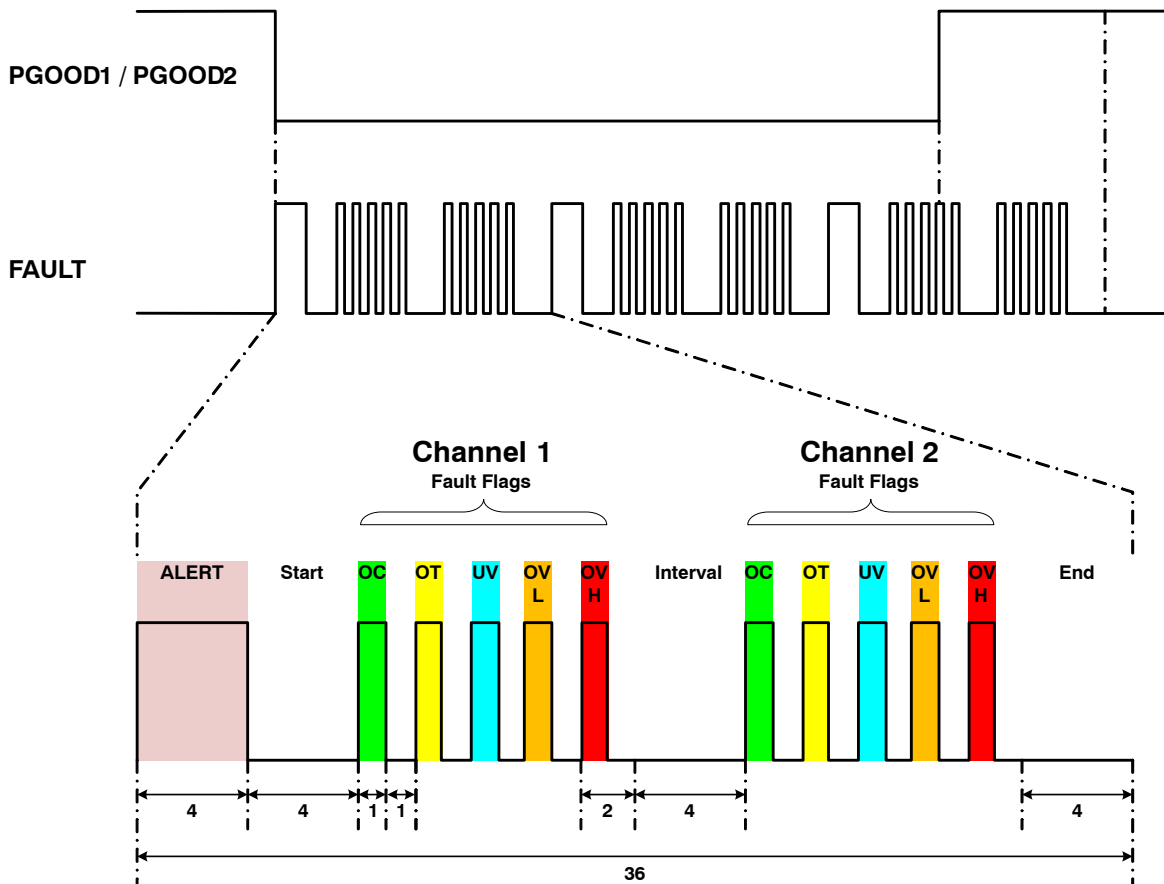 PGOOD1 / PGOOD2
FAULT
Channel 1
Fault Flags
Channel 2
Fault Flags
ALERT
Start
OC
OT
UV
OV
L
OV
H
Interval
OC
OT
UV
OV
L
OV
H
End
4
4
1
1
2
4
4
36